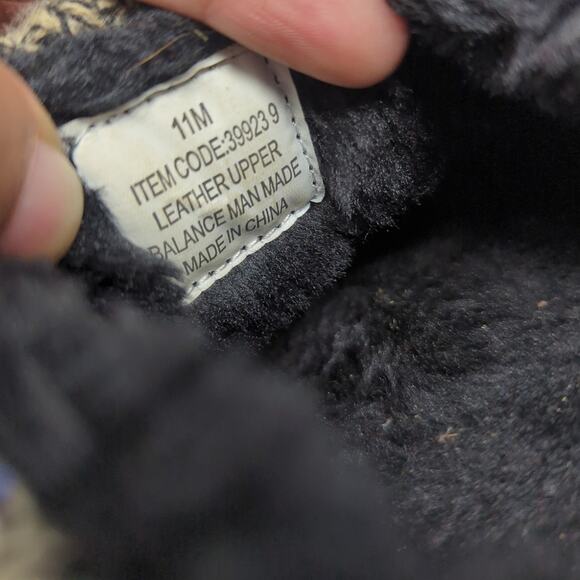 11M
ITEM CODE:39923 9
LEATHER UPPER
BALANCE MAN MADE
MADE IN CHINA